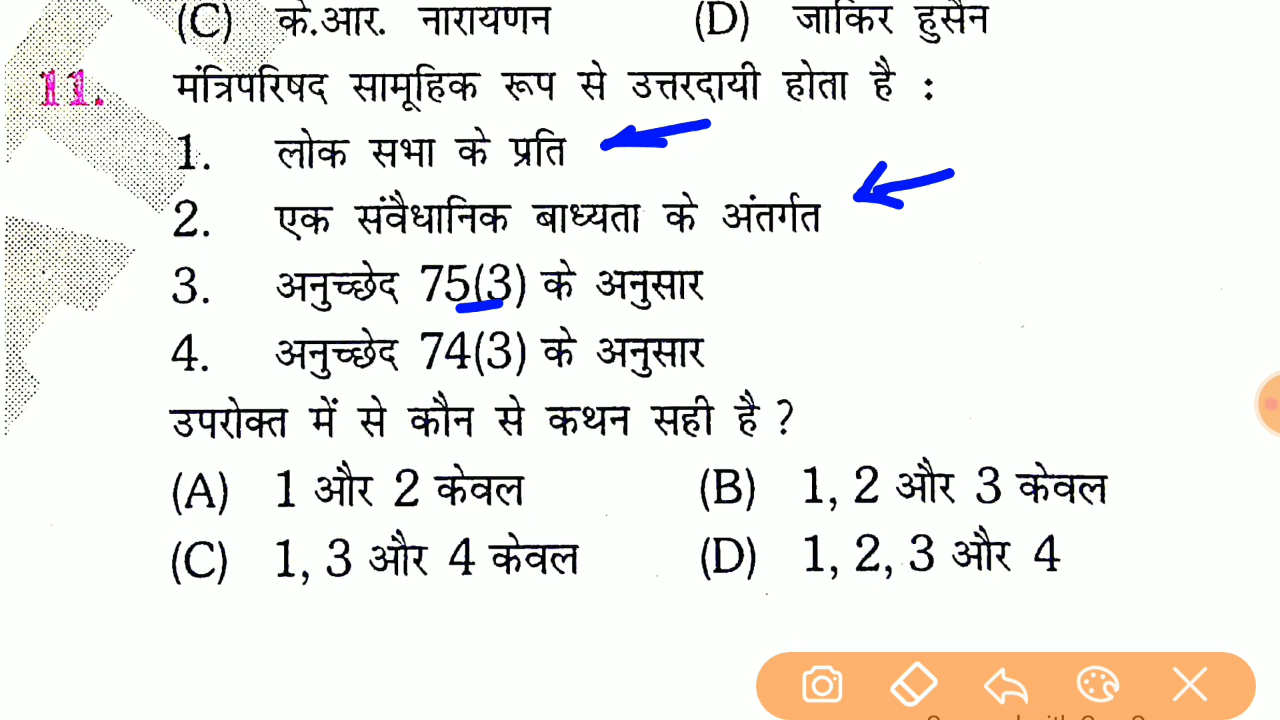 (C) के.आर. नारायणन (D) जाकिर हुसैन
11. मंत्रिपरिषद सामूहिक रूप से उत्तरदायी होता है :
1. लोक सभा के प्रति
2. एक संवैधानिक बाध्यता के अंतर्गत
3. अनुच्छेद 75(3) के अनुसार
4. अनुच्छेद 74(3) के अनुसार
उपरोक्त में से कौन से कथन सही है ?
(A) 1 और 2 केवल (B) 1, 2 और 3 केवल
(C) 1, 3 और 4 केवल (D) 1, 2, 3 और 4